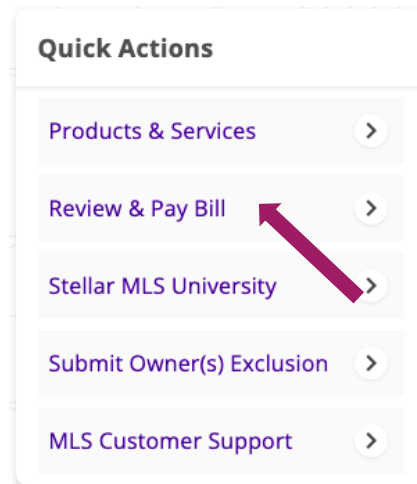 Quick Actions
Products & Services
Review & Pay Bill
Stellar MLS University
Submit Owner(s) Exclusion
MLS Customer Support